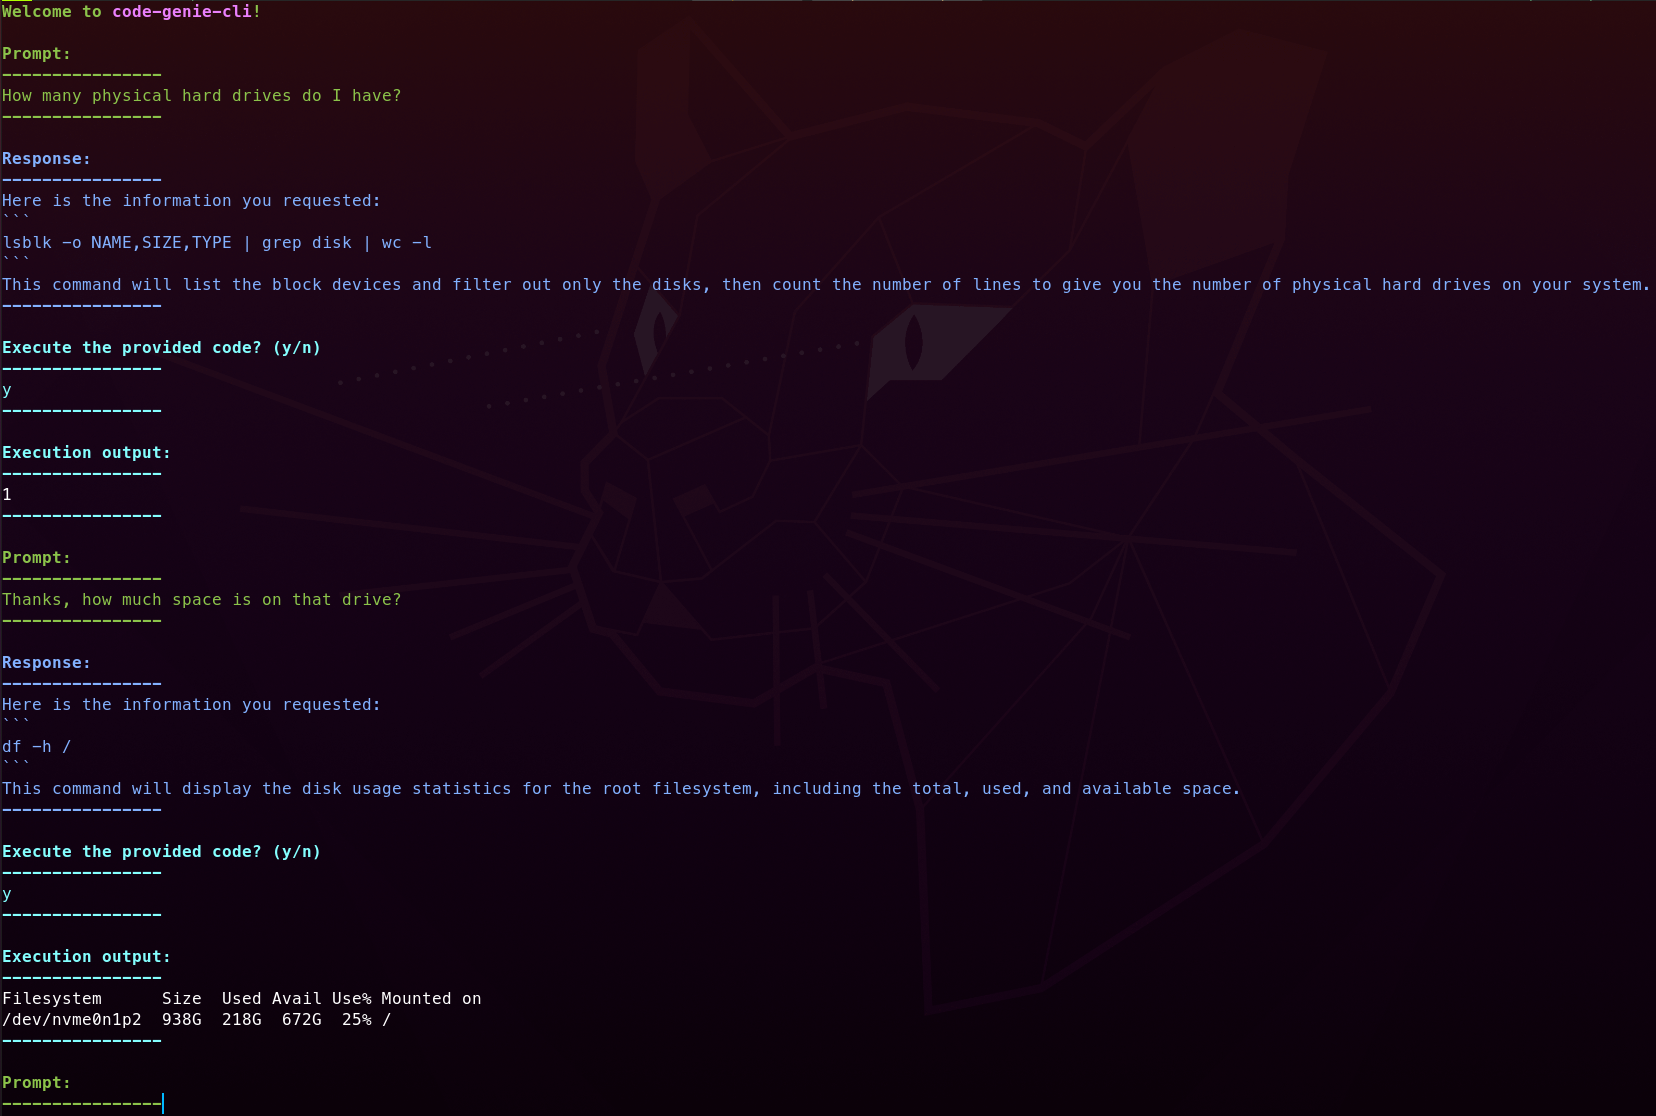 Welcome to code-genie-cli!
Prompt:
----------------
How many physical hard drives do I have?
----------------
Response:
----------------
Here is the information you requested:
```
lsblk -o NAME,SIZE,TYPE | grep disk | wc -l
```
This command will list the block devices and filter out only the disks, then count the number of lines to give you the number of physical hard drives on your system.
----------------
Execute the provided code? (y/n)
----------------
y
----------------
Execution output:
----------------
1
----------------
Prompt:
----------------
Thanks, how much space is on that drive?
----------------
Response:
----------------
Here is the information you requested:
```
df -h /
```
This command will display the disk usage statistics for the root filesystem, including the total, used, and available space.
----------------
Execute the provided code? (y/n)
----------------
y
----------------
Execution output:
----------------
Filesystem      Size  Used Avail Use% Mounted on
/dev/nvme0n1p2  938G  218G  672G  25% /
----------------
Prompt:
----------------